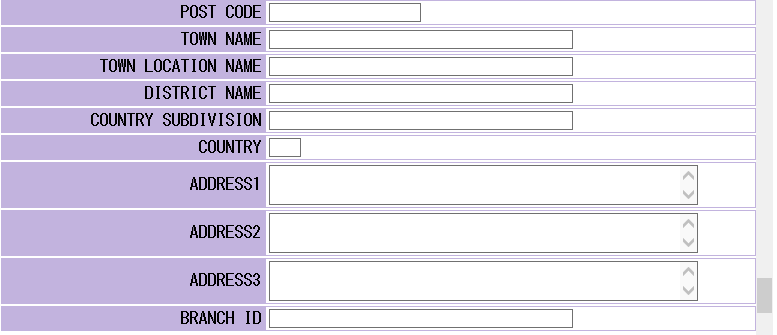 POST CODE
TOWN NAME
TOWN LOCATION NAME
DISTRICT NAME
COUNTRY SUBDIVISION
COUNTRY
ADDRESS1
ADDRESS2
ADDRESS3
BRANCH ID